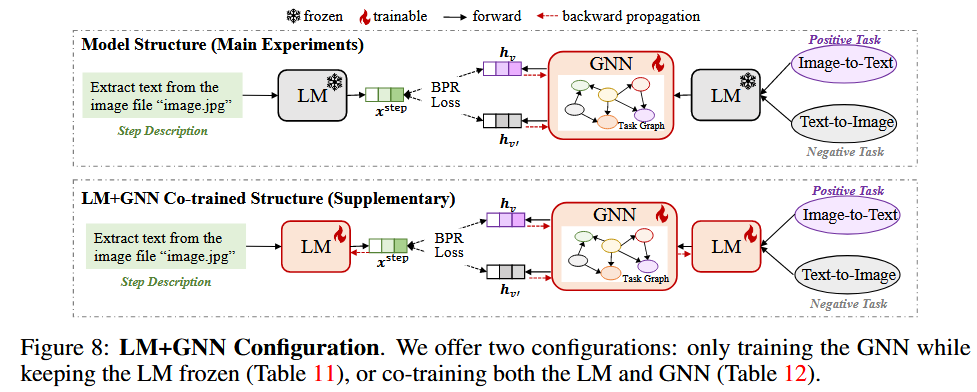 frozen trainable forward backward propagation
Model Structure (Main Experiments)
Extract text from the
image file “image.jpg”
Step Description
LM
x^step
BPR
Loss
h_v
h_v'
GNN
Task Graph
LM
Positive Task
Image-to-Text
Text-to-Image
Negative Task
LM+GNN Co-trained Structure (Supplementary)
Extract text from the
image file “image.jpg”
Step Description
LM
x^step
BPR
Loss
h_v
h_v'
GNN
Task Graph
LM
Positive Task
Image-to-Text
Text-to-Image
Negative Task
Figure 8: LM+GNN Configuration. We offer two configurations: only training the GNN while
keeping the LM frozen (Table 11), or co-training both the LM and GNN (Table 12).